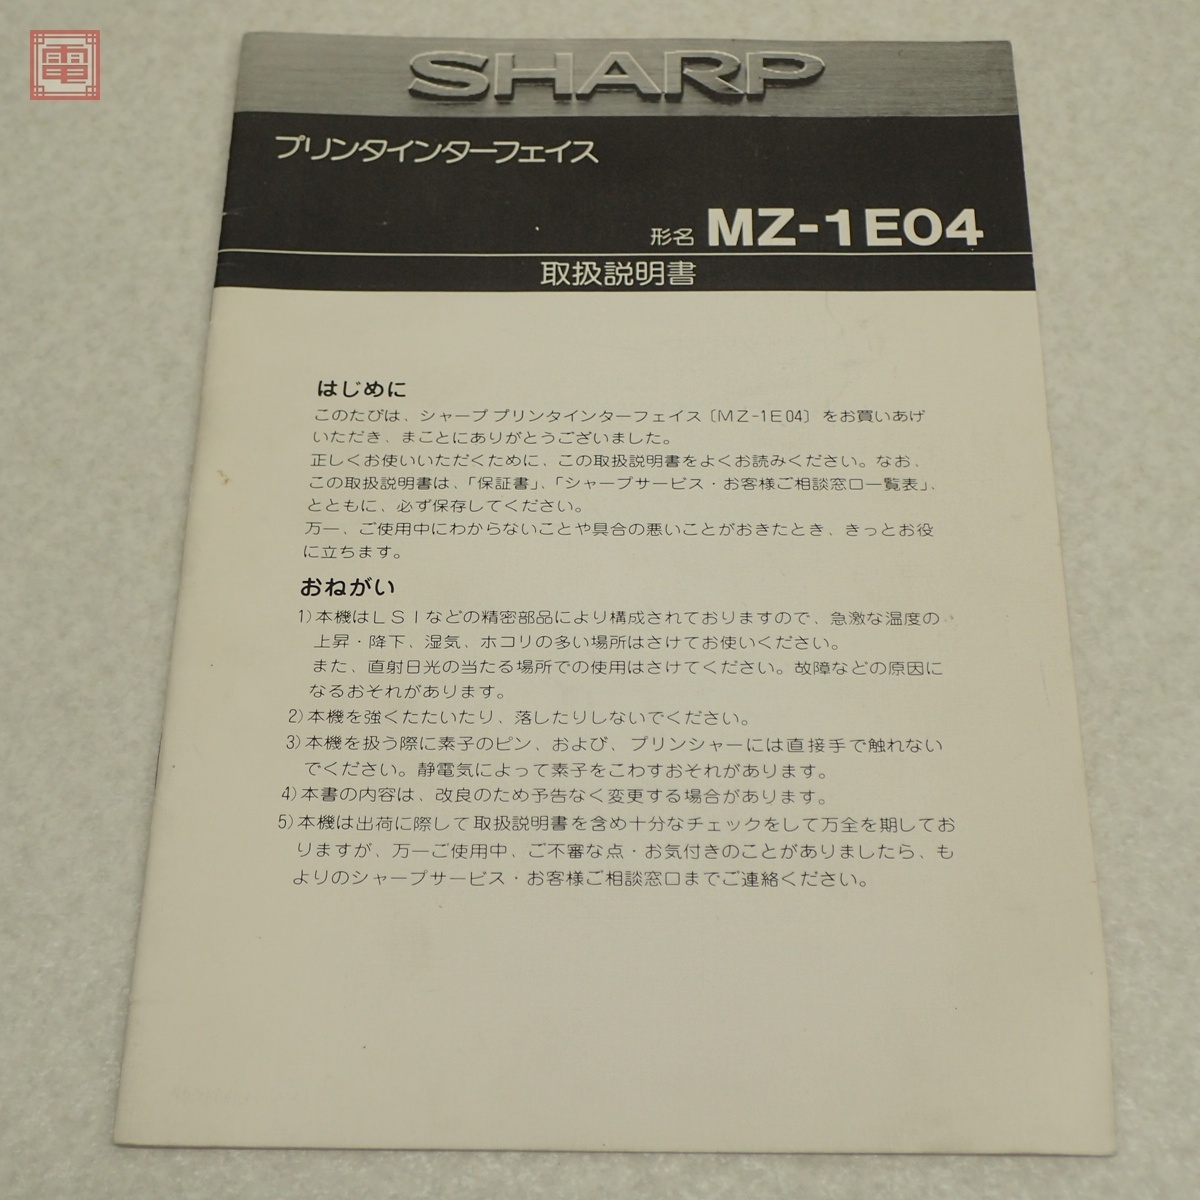 電
SHARP
プリンタインターフェイス
形名 MZ-1E04
取扱説明書
はじめに
このたびは、シャープ プリンタインターフェイス〔MZ-1E04〕をお買いあげ
いただき、まことにありがとうございました。
正しくお使いいただくために、この取扱説明書をよくお読みください。なお、
この取扱説明書は、「保証書」、「シャープサービス・お客様ご相談窓口一覧表」、
とともに、必ず保存してください。
万一、ご使用中にわからないことや具合の悪いことがおきたとき、きっとお役
に立ちます。
おねがい
1)本機はLSIなどの精密部品により構成されておりますので、急激な温度の
上昇・降下、湿気、ホコリの多い場所はさけてお使いください。
また、直射日光の当たる場所での使用はさけてください。故障などの原因に
なるおそれがあります。
2)本機を強くたたいたり、落したりしないでください。
3)本機を扱う際に素子のピン、および、プリンシャーには直接手で触れない
でください。静電気によって素子をこわすおそれがあります。
4)本書の内容は、改良のため予告なく変更する場合があります。
5)本機は出荷に際して取扱説明書を含め十分なチェックをして万全を期してお
りますが、万一ご使用中、ご不審な点・お気付きのことがありましたら、も
よりのシャープサービス・お客様ご相談窓口までご連絡ください。